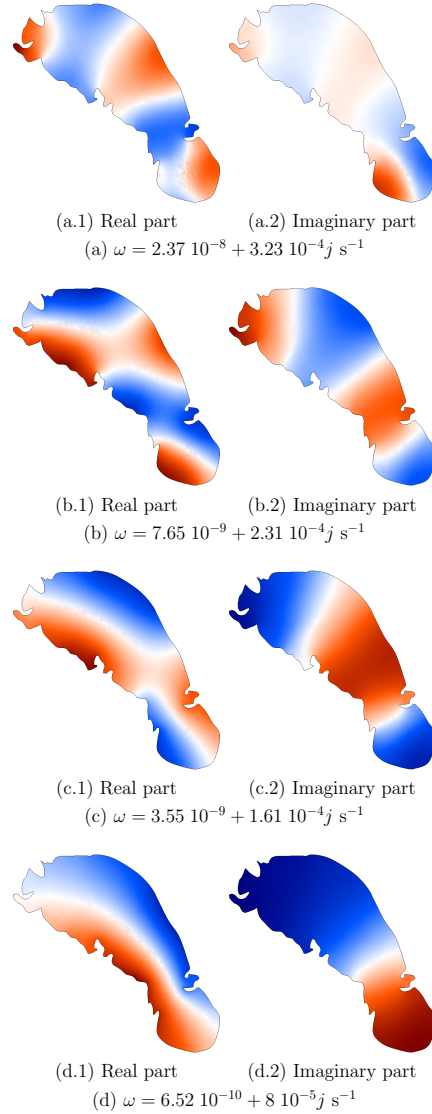 (a.1) Real part (a.2) Imaginary part
(a) ω = 2.37 10⁻⁸ + 3.23 10⁻⁴j s⁻¹
(b.1) Real part (b.2) Imaginary part
(b) ω = 7.65 10⁻⁹ + 2.31 10⁻⁴j s⁻¹
(c.1) Real part (c.2) Imaginary part
(c) ω = 3.55 10⁻⁹ + 1.61 10⁻⁴j s⁻¹
(d.1) Real part (d.2) Imaginary part
(d) ω = 6.52 10⁻¹⁰ + 8 10⁻⁵j s⁻¹